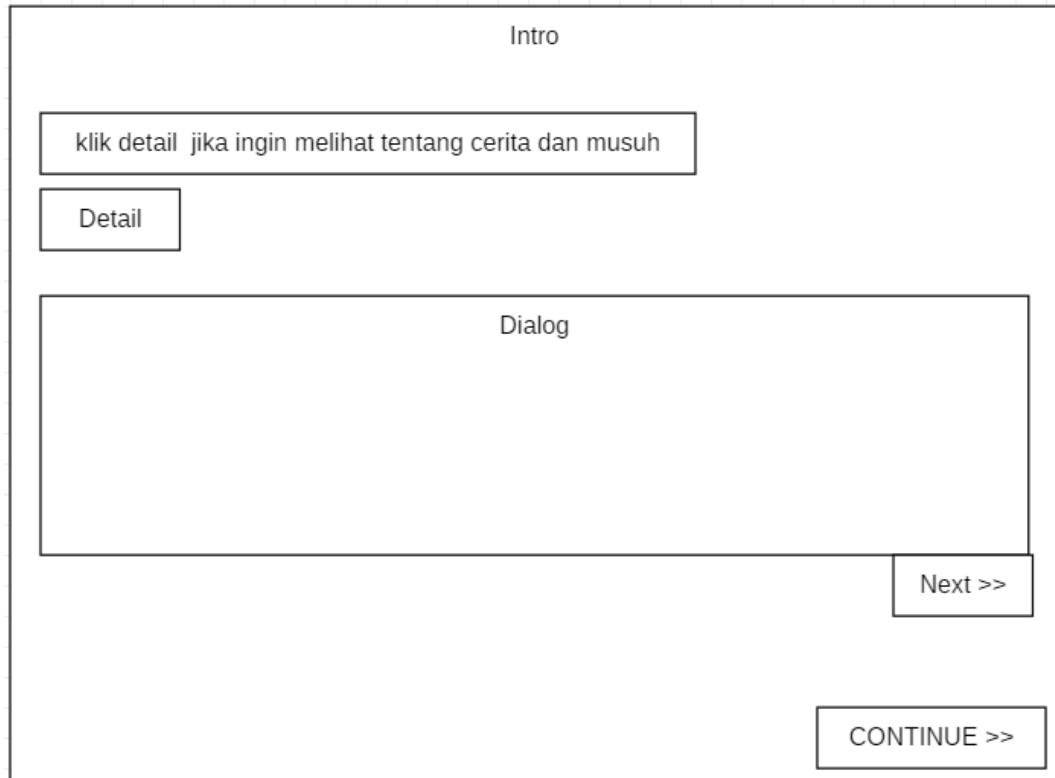 Intro
klik detail  jika ingin melihat tentang cerita dan musuh
Detail
Dialog
Next >>
CONTINUE >>